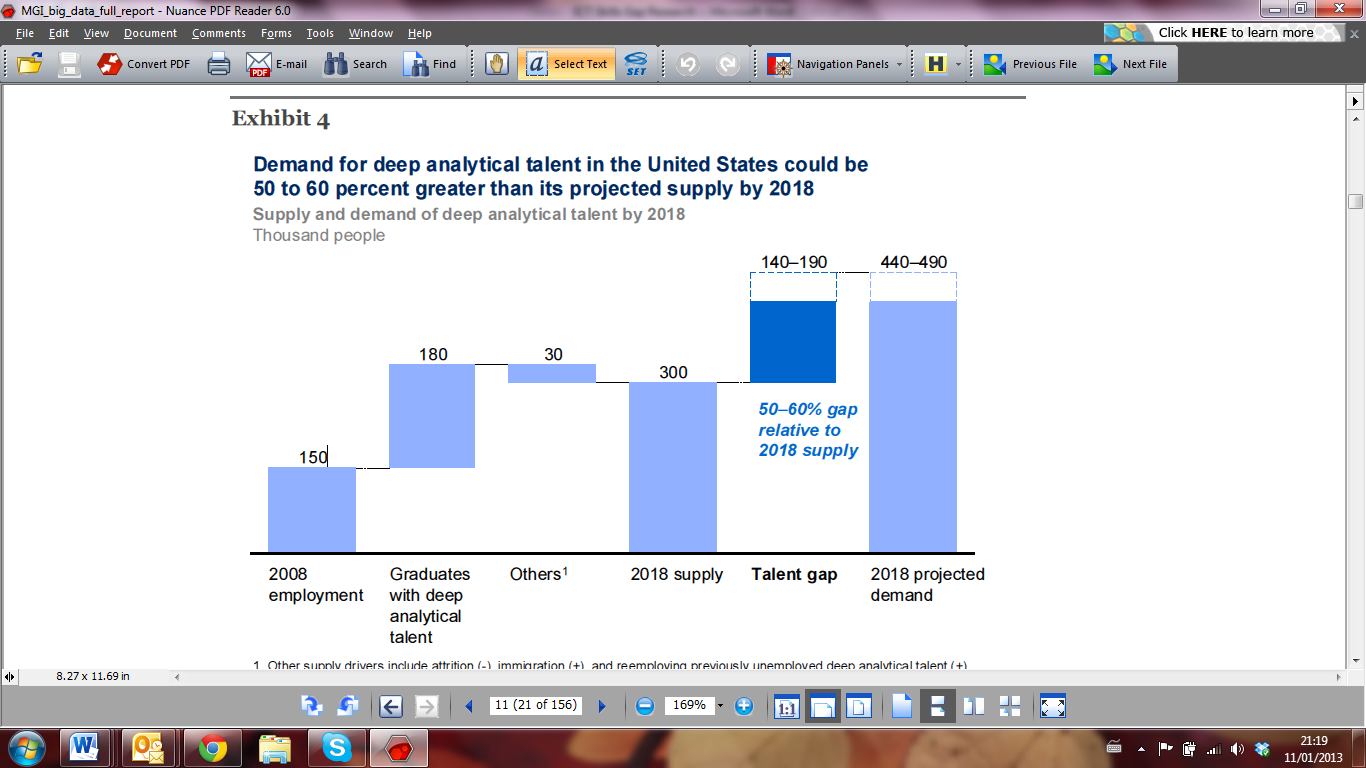 MGI_big_data_full_report - Nuance PDF Reader 6.0
File Edit View Document Comments Forms Tools Window Help
Click HERE to learn more
Convert PDF E-mail Search Find Select Text SET Navigation Panels H Previous File Next File
Exhibit 4
Demand for deep analytical talent in the United States could be
50 to 60 percent greater than its projected supply by 2018
Supply and demand of deep analytical talent by 2018
Thousand people
140–190 440–490
180 30 300
150
50–60% gap
relative to
2018 supply
2008 employment
Graduates with deep analytical talent
Others1
2018 supply
Talent gap
2018 projected demand
1 Other supply drivers include attrition (-), immigration (+), and reemploying previously unemployed deep analytical talent (+)
8.27 x 11.69 in
11 (21 of 156) 169% 1:1
21:19
11/01/2013